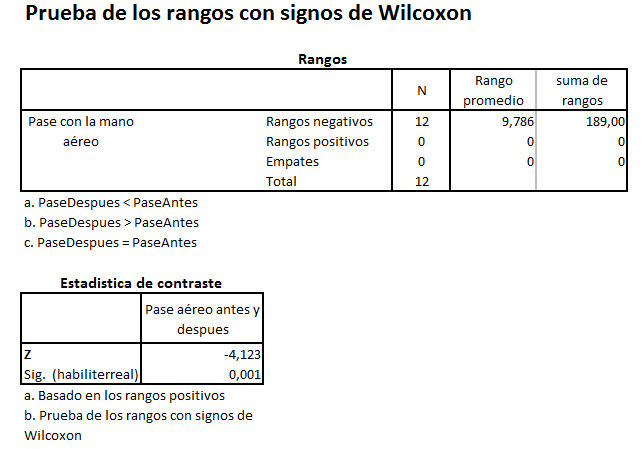 Prueba de los rangos con signos de Wilcoxon
Rangos
N Rango promedio suma de rangos
Pase con la mano aéreo Rangos negativos 12 9,786 189,00
Rangos positivos 0 0 0
Empates 0 0 0
Total 12
a. PaseDespues < PaseAntes
b. PaseDespues > PaseAntes
c. PaseDespues = PaseAntes
Estadistica de contraste
Pase aéreo antes y
despues
Z -4,123
Sig. (habiliterreal) 0,001
a. Basado en los rangos positivos
b. Prueba de los rangos con signos de
Wilcoxon